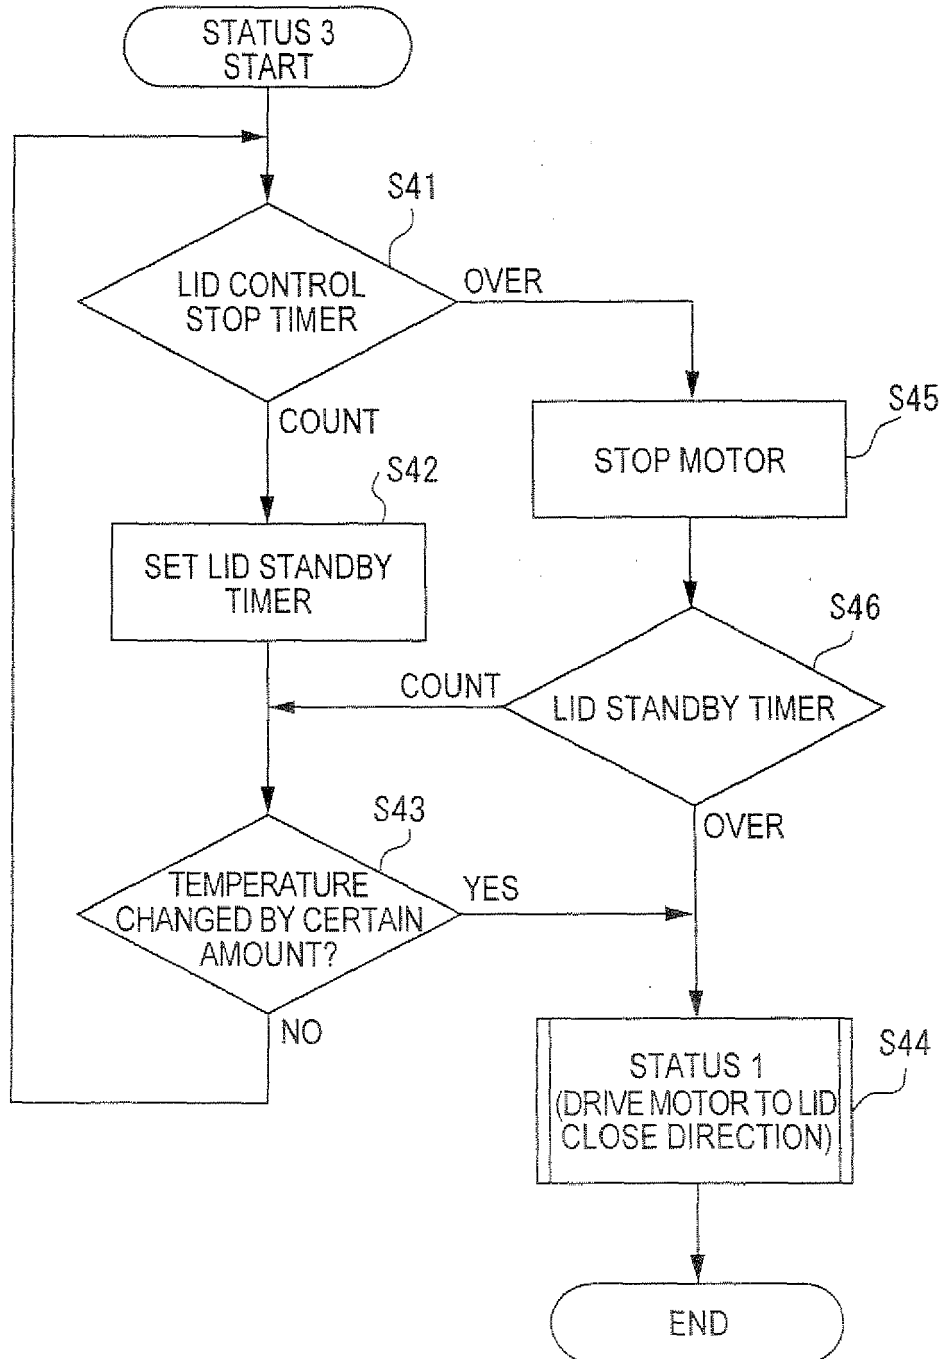 STATUS 3
START
S41
LID CONTROL
STOP TIMER
OVER
COUNT
S45
STOP MOTOR
S42
SET LID STANDBY
TIMER
S46
COUNT
LID STANDBY TIMER
OVER
S43
TEMPERATURE
CHANGED BY CERTAIN
AMOUNT?
YES
NO
S44
STATUS 1
(DRIVE MOTOR TO LID
CLOSE DIRECTION)
END